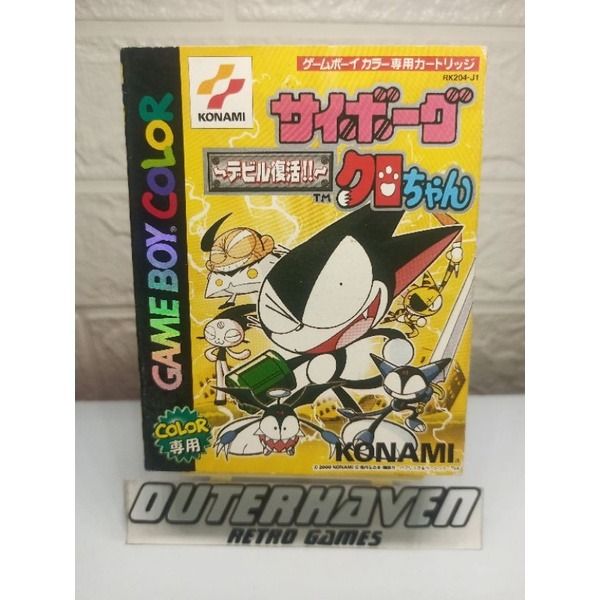 GAME BOY COLOR
KONAMI
ゲームボーイカラー専用カートリッジ
RK204-J1
サイボーグ
クロちゃん
～デビル復活!!～
TM
COLOR
専用
KONAMI
OUTERHAVEN
RETRO GAMES